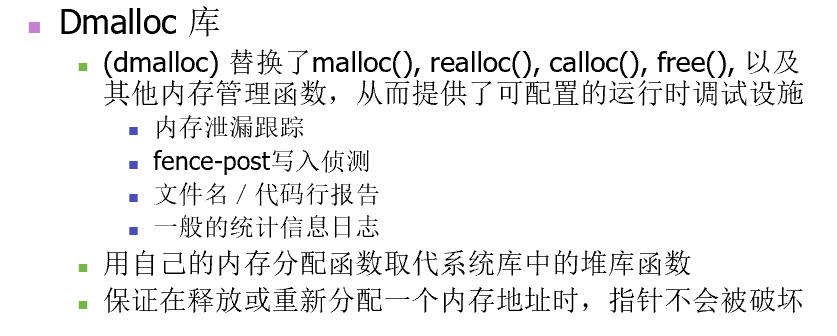 Dmalloc 库
(dmalloc) 替换了malloc(), realloc(), calloc(), free(), 以及
其他内存管理函数，从而提供了可配置的运行时调试设施
内存泄漏跟踪
fence-post写入侦测
文件名 / 代码行报告
一般的统计信息日志
用自己的内存分配函数取代系统库中的堆库函数
保证在释放或重新分配一个内存地址时，指针不会被破坏